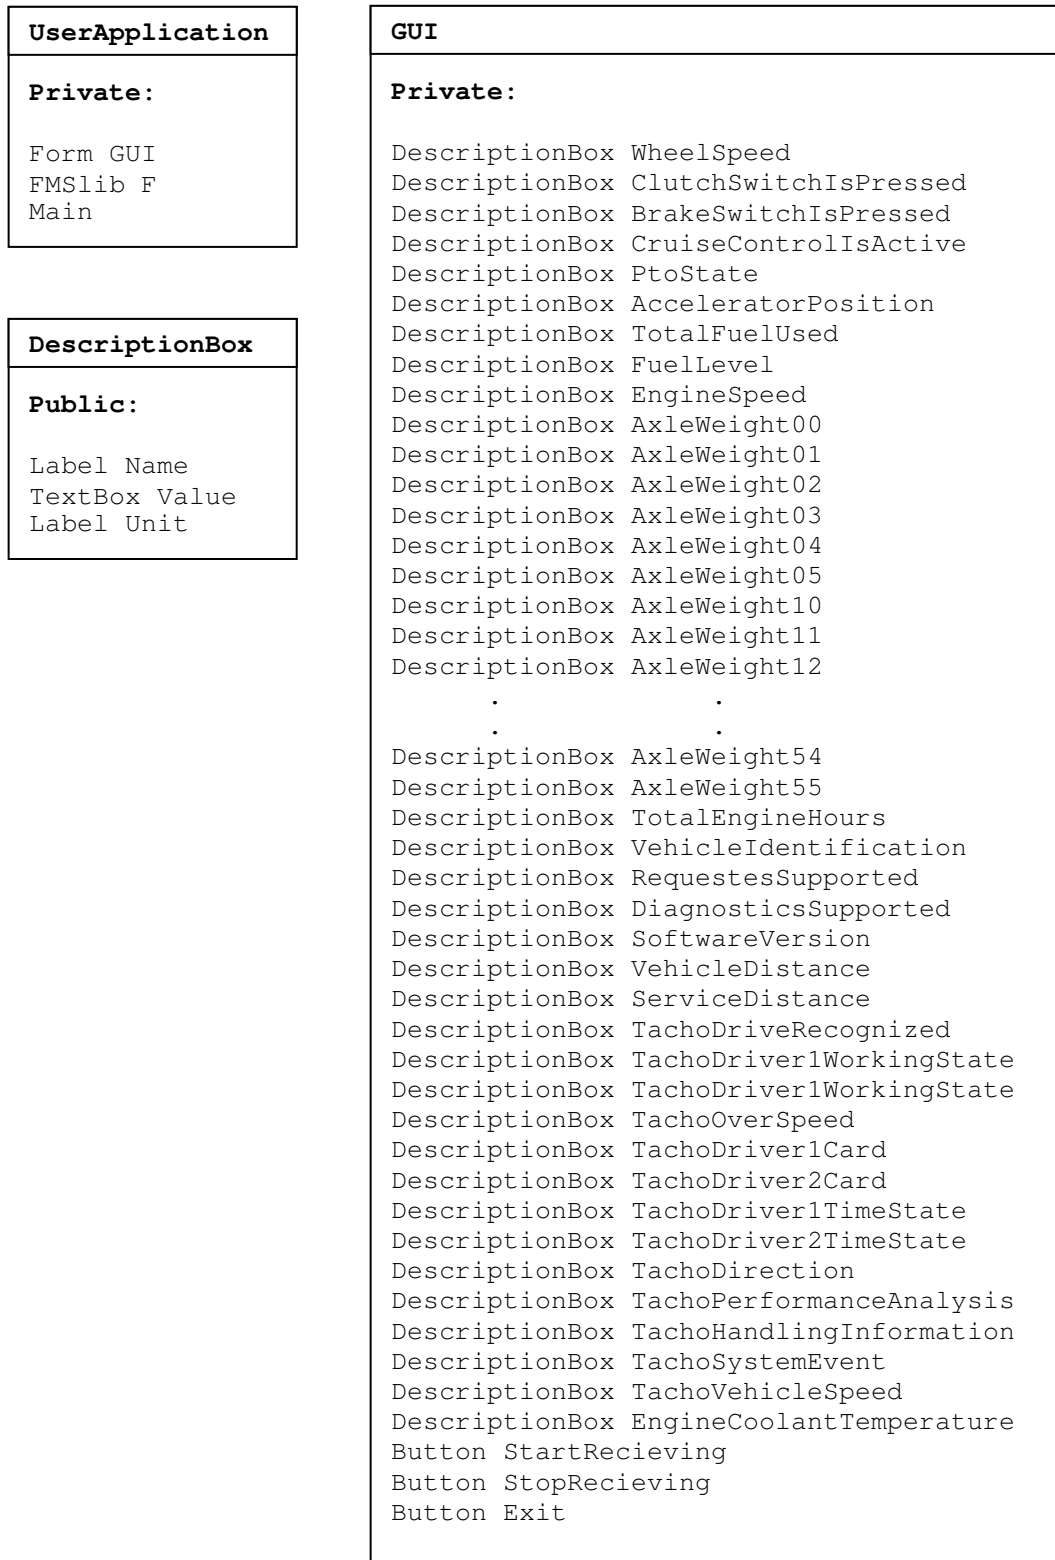 UserApplication
Private:
Form GUI
FMSlib F
Main
DescriptionBox
Public:
Label Name
TextBox Value
Label Unit
GUI
Private:
DescriptionBox WheelSpeed
DescriptionBox ClutchSwitchIsPressed
DescriptionBox BrakeSwitchIsPressed
DescriptionBox CruiseControlIsActive
DescriptionBox PtoState
DescriptionBox AcceleratorPosition
DescriptionBox TotalFuelUsed
DescriptionBox FuelLevel
DescriptionBox EngineSpeed
DescriptionBox AxleWeight00
DescriptionBox AxleWeight01
DescriptionBox AxleWeight02
DescriptionBox AxleWeight03
DescriptionBox AxleWeight04
DescriptionBox AxleWeight05
DescriptionBox AxleWeight10
DescriptionBox AxleWeight11
DescriptionBox AxleWeight12
. .
. .
DescriptionBox AxleWeight54
DescriptionBox AxleWeight55
DescriptionBox TotalEngineHours
DescriptionBox VehicleIdentification
DescriptionBox RequestesSupported
DescriptionBox DiagnosticsSupported
DescriptionBox SoftwareVersion
DescriptionBox VehicleDistance
DescriptionBox ServiceDistance
DescriptionBox TachoDriveRecognized
DescriptionBox TachoDriver1WorkingState
DescriptionBox TachoDriver1WorkingState
DescriptionBox TachoOverSpeed
DescriptionBox TachoDriver1Card
DescriptionBox TachoDriver2Card
DescriptionBox TachoDriver1TimeState
DescriptionBox TachoDriver2TimeState
DescriptionBox TachoDirection
DescriptionBox TachoPerformanceAnalysis
DescriptionBox TachoHandlingInformation
DescriptionBox TachoSystemEvent
DescriptionBox TachoVehicleSpeed
DescriptionBox EngineCoolantTemperature
Button StartRecieving
Button StopRecieving
Button Exit